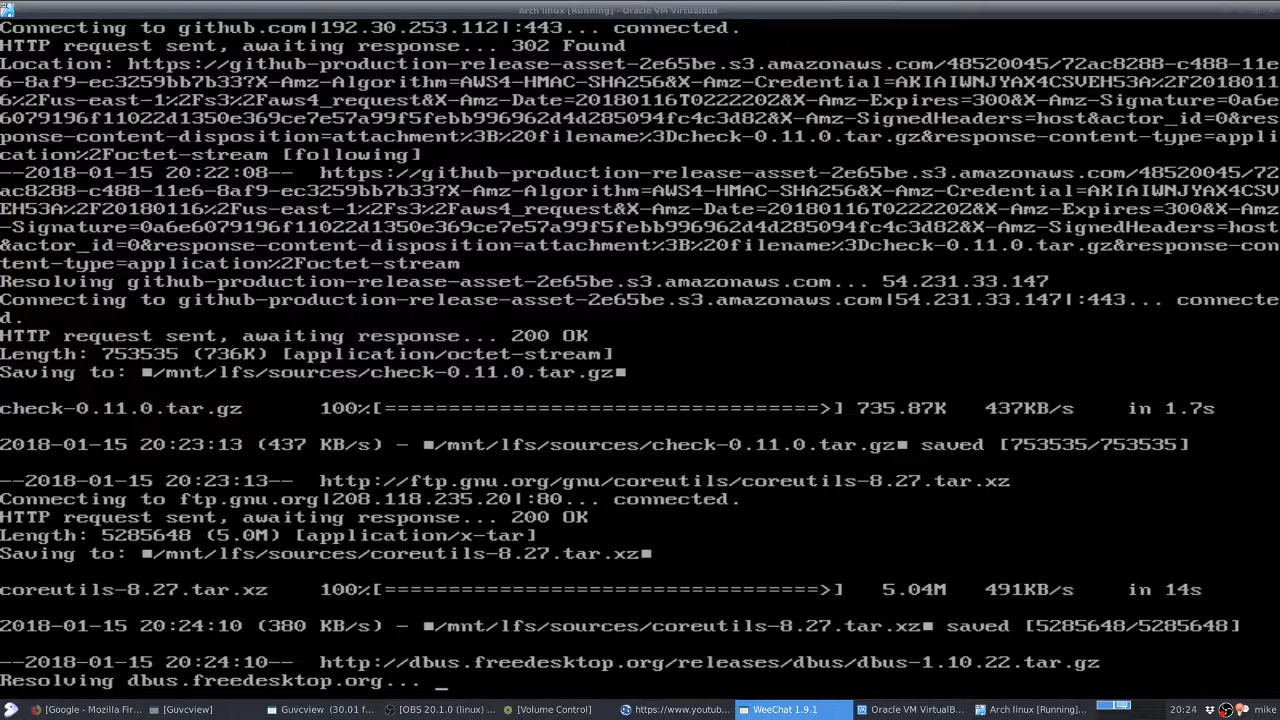 Arch linux [Running] - Oracle VM VirtualBox
Connecting to github.com|192.30.253.112|:443... connected.
HTTP request sent, awaiting response... 302 Found
Location: https://github-production-release-asset-2e65be.s3.amazonaws.com/48520045/72ac8288-c488-11e
6-8af9-ec3259bb7b33?X-Amz-Algorithm=AWS4-HMAC-SHA256&X-Amz-Credential=AKIAIWNJYAX4CSVEH53A%2F2018011
6%2Fus-east-1%2Fs3%2Faws4_request&X-Amz-Date=20180116T022220Z&X-Amz-Expires=300&X-Amz-Signature=0a6e
6079196f11022d1350e369ce7e57a99f5febb996962d4d285094fc4c3d82&X-Amz-SignedHeaders=host&actor_id=0&res
ponse-content-disposition=attachment%3B%20filename%3Dcheck-0.11.0.tar.gz&response-content-type=appli
cation%2Foctet-stream [following]
--2018-01-15 20:22:08-- https://github-production-release-asset-2e65be.s3.amazonaws.com/48520045/72
ac8288-c488-11e6-8af9-ec3259bb7b33?X-Amz-Algorithm=AWS4-HMAC-SHA256&X-Amz-Credential=AKIAIWNJYAX4CSV
EH53A%2F20180116%2Fus-east-1%2Fs3%2Faws4_request&X-Amz-Date=20180116T022220Z&X-Amz-Expires=300&X-Amz
-Signature=0a6e6079196f11022d1350e369ce7e57a99f5febb996962d4d285094fc4c3d82&X-Amz-SignedHeaders=host
&actor_id=0&response-content-disposition=attachment%3B%20filename%3Dcheck-0.11.0.tar.gz&response-con
tent-type=application%2Foctet-stream
Resolving github-production-release-asset-2e65be.s3.amazonaws.com... 54.231.33.147
Connecting to github-production-release-asset-2e65be.s3.amazonaws.com|54.231.33.147|:443... connecte
d.
HTTP request sent, awaiting response... 200 OK
Length: 753535 (736K) [application/octet-stream]
Saving to: ■/mnt/lfs/sources/check-0.11.0.tar.gz■
check-0.11.0.tar.gz 100%[==================================>] 735.87K 437KB/s in 1.7s
2018-01-15 20:23:13 (437 KB/s) - ■/mnt/lfs/sources/check-0.11.0.tar.gz■ saved [753535/753535]
--2018-01-15 20:23:13-- http://ftp.gnu.org/gnu/coreutils/coreutils-8.27.tar.xz
Connecting to ftp.gnu.org|208.118.235.20|:80... connected.
HTTP request sent, awaiting response... 200 OK
Length: 5285648 (5.0M) [application/x-tar]
Saving to: ■/mnt/lfs/sources/coreutils-8.27.tar.xz■
coreutils-8.27.tar.xz 100%[==================================>] 5.04M 491KB/s in 14s
2018-01-15 20:24:10 (380 KB/s) - ■/mnt/lfs/sources/coreutils-8.27.tar.xz■ saved [5285648/5285648]
--2018-01-15 20:24:10-- http://dbus.freedesktop.org/releases/dbus/dbus-1.10.22.tar.gz
Resolving dbus.freedesktop.org... _
[Google - Mozilla Fir... [Guvcview] Guvcview (30.01 f... [OBS 20.1.0 (linux) ... [Volume Control] https://www.youtub... WeeChat 1.9.1 Oracle VM VirtualB... Arch linux [Running]... 20:24 mike